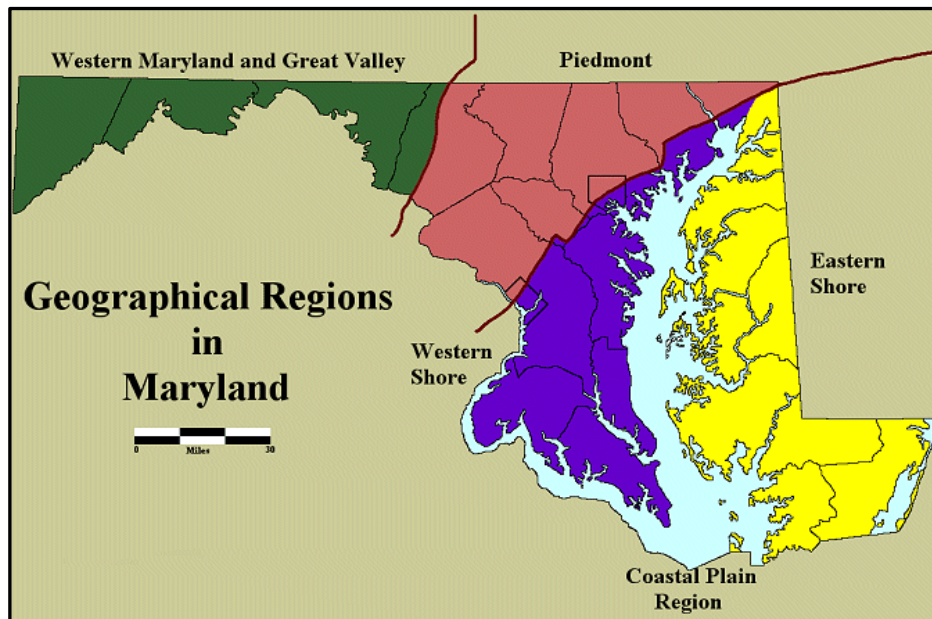 Western Maryland and Great Valley
Piedmont
Eastern
Shore
Geographical Regions
in
Maryland
Western
Shore
0 Miles 30
Coastal Plain
Region